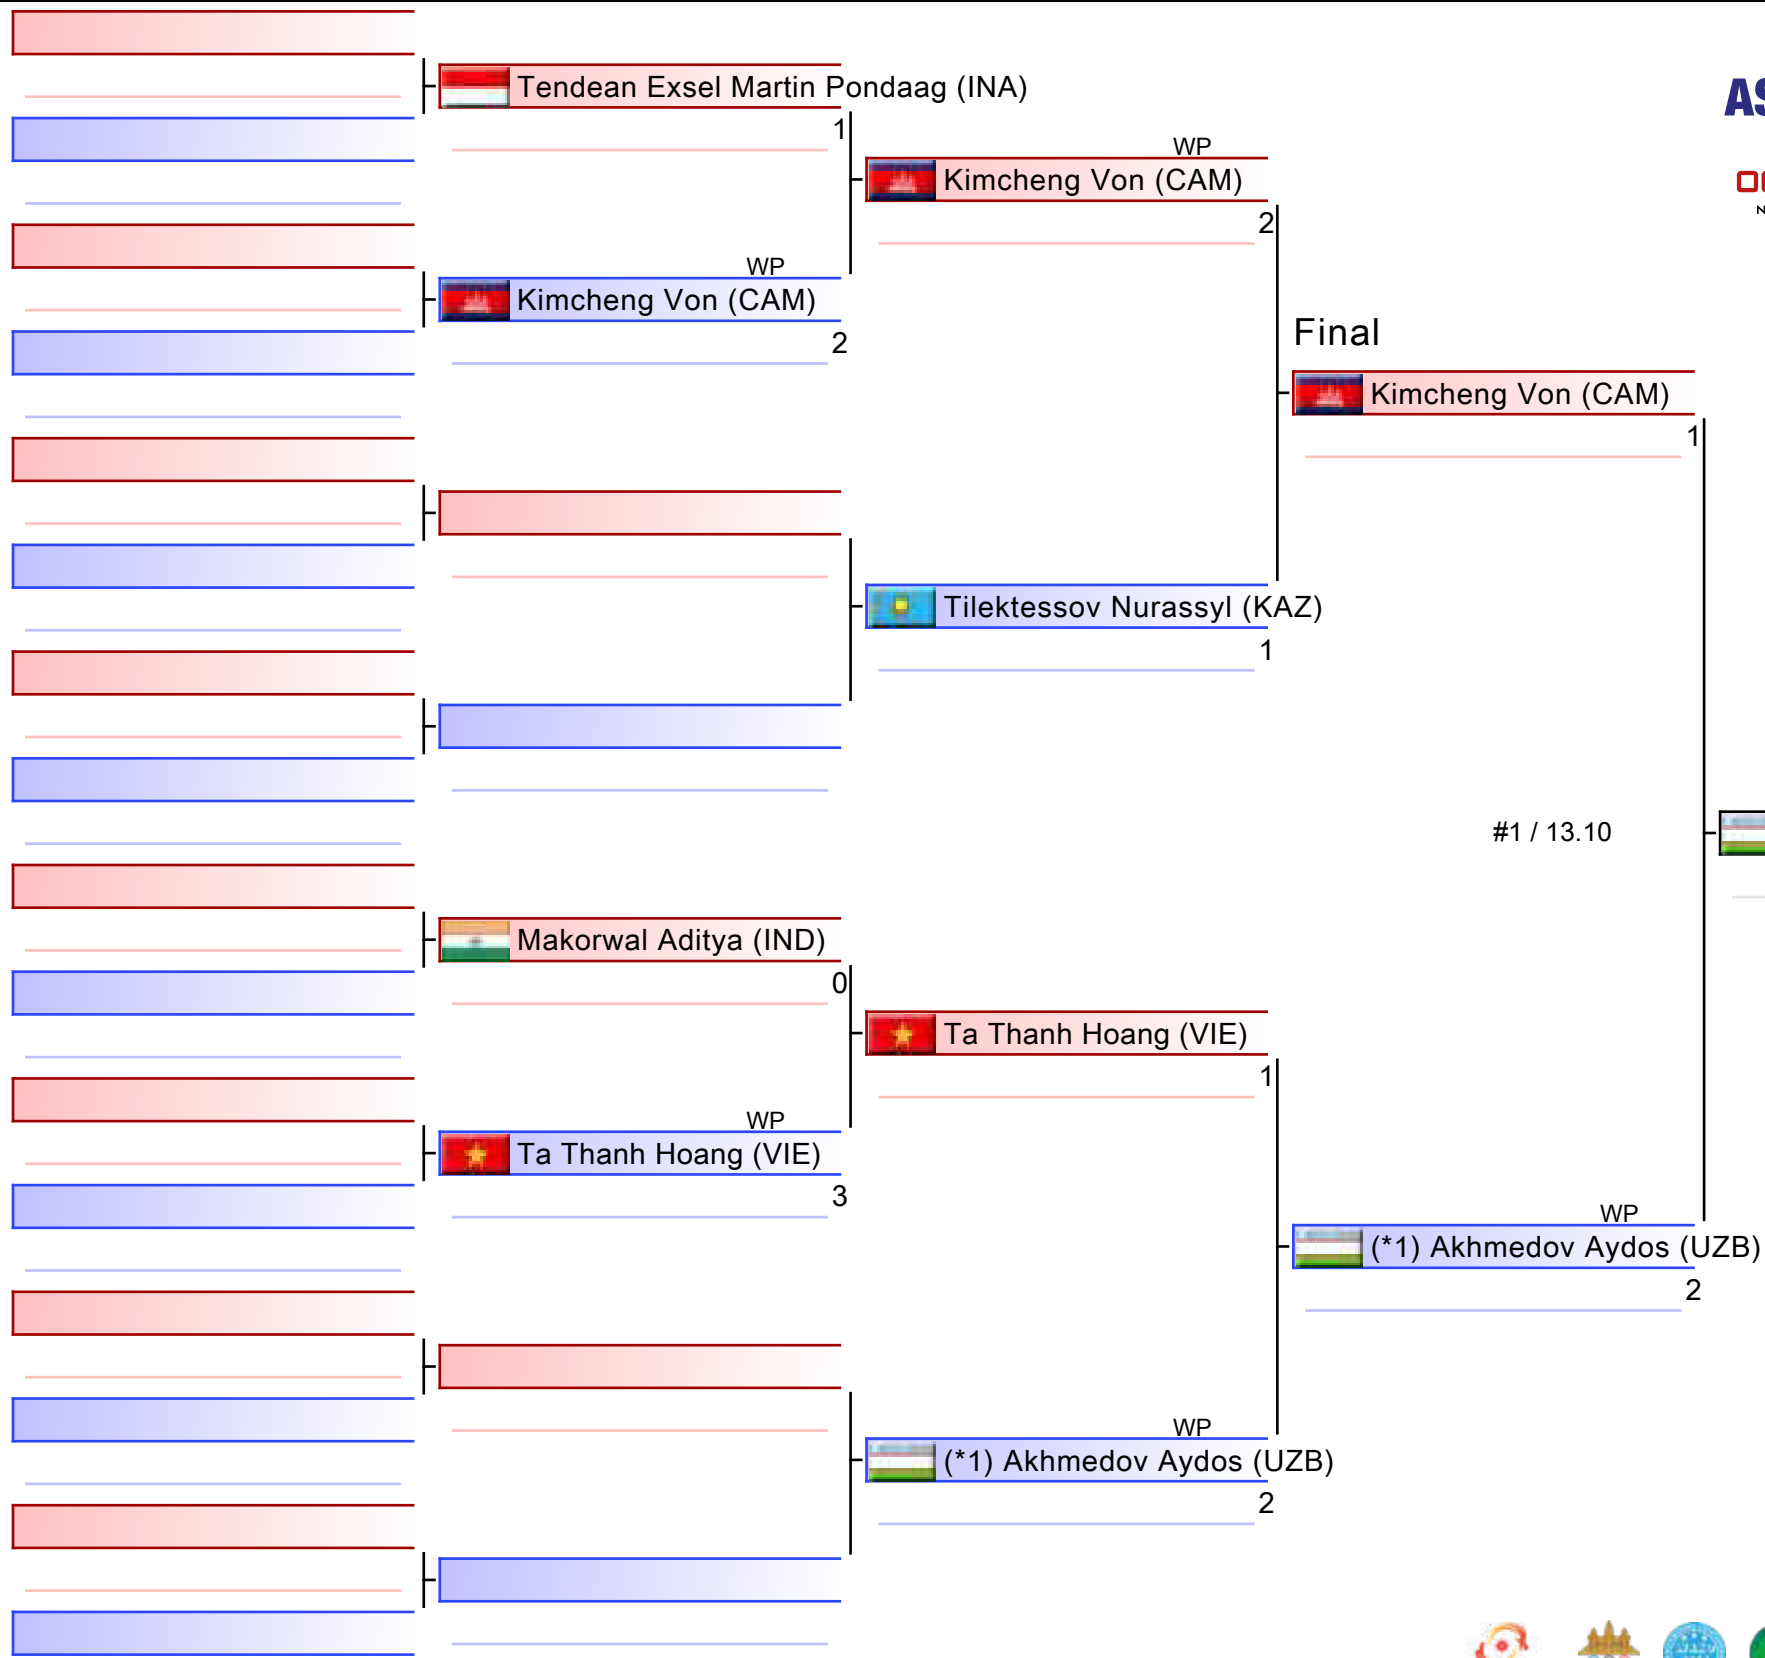 Tendean Exsel Martin Pondaag (INA)
1
WP
Kimcheng Von (CAM)
2
WP
Kimcheng Von (CAM)
2
Final
Kimcheng Von (CAM)
1
Tilektessov Nurassyl (KAZ)
1
#1 / 13.10
Makorwal Aditya (IND)
0
Ta Thanh Hoang (VIE)
1
WP
Ta Thanh Hoang (VIE)
3
WP
(*1) Akhmedov Aydos (UZB)
2
WP
(*1) Akhmedov Aydos (UZB)
2